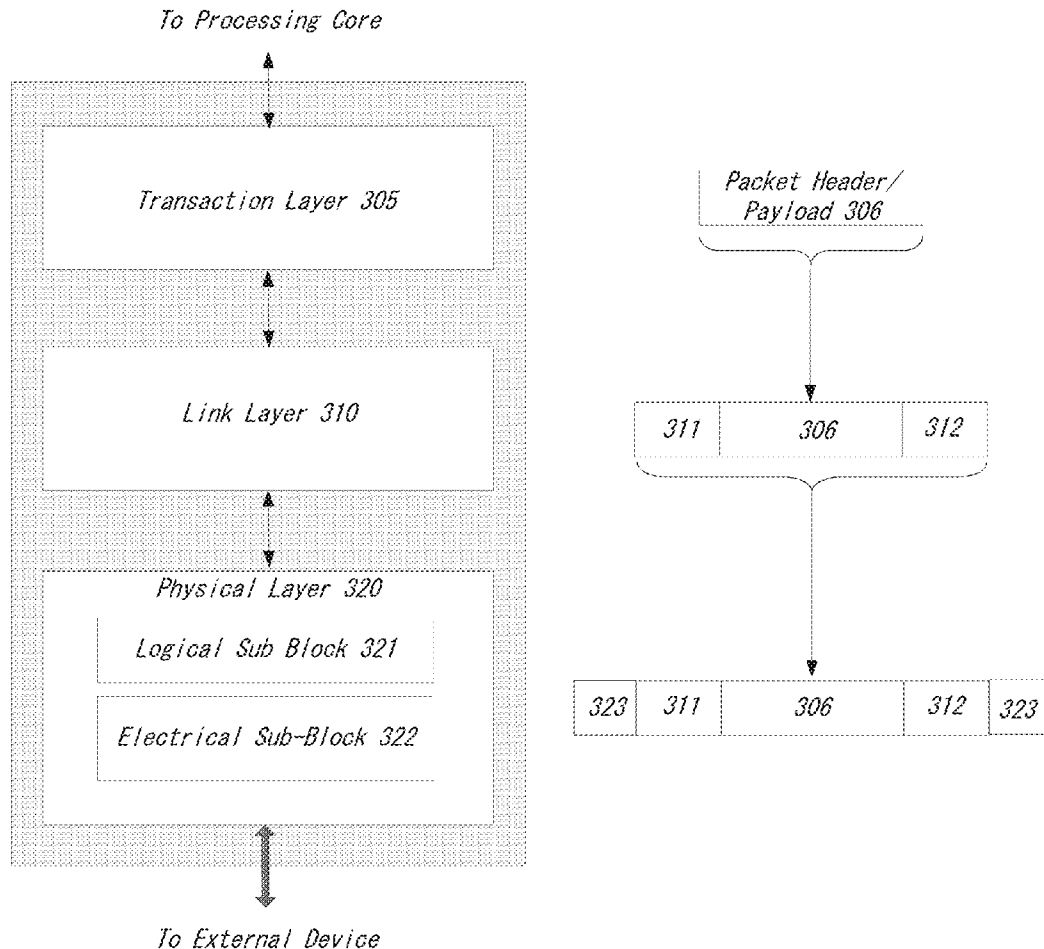 To Processing Core
Transaction Layer 305
Packet Header/
Payload 306
Link Layer 310
311 306 312
Physical Layer 320
Logical Sub Block 321
Electrical Sub-Block 322
323 311 306 312 323
To External Device